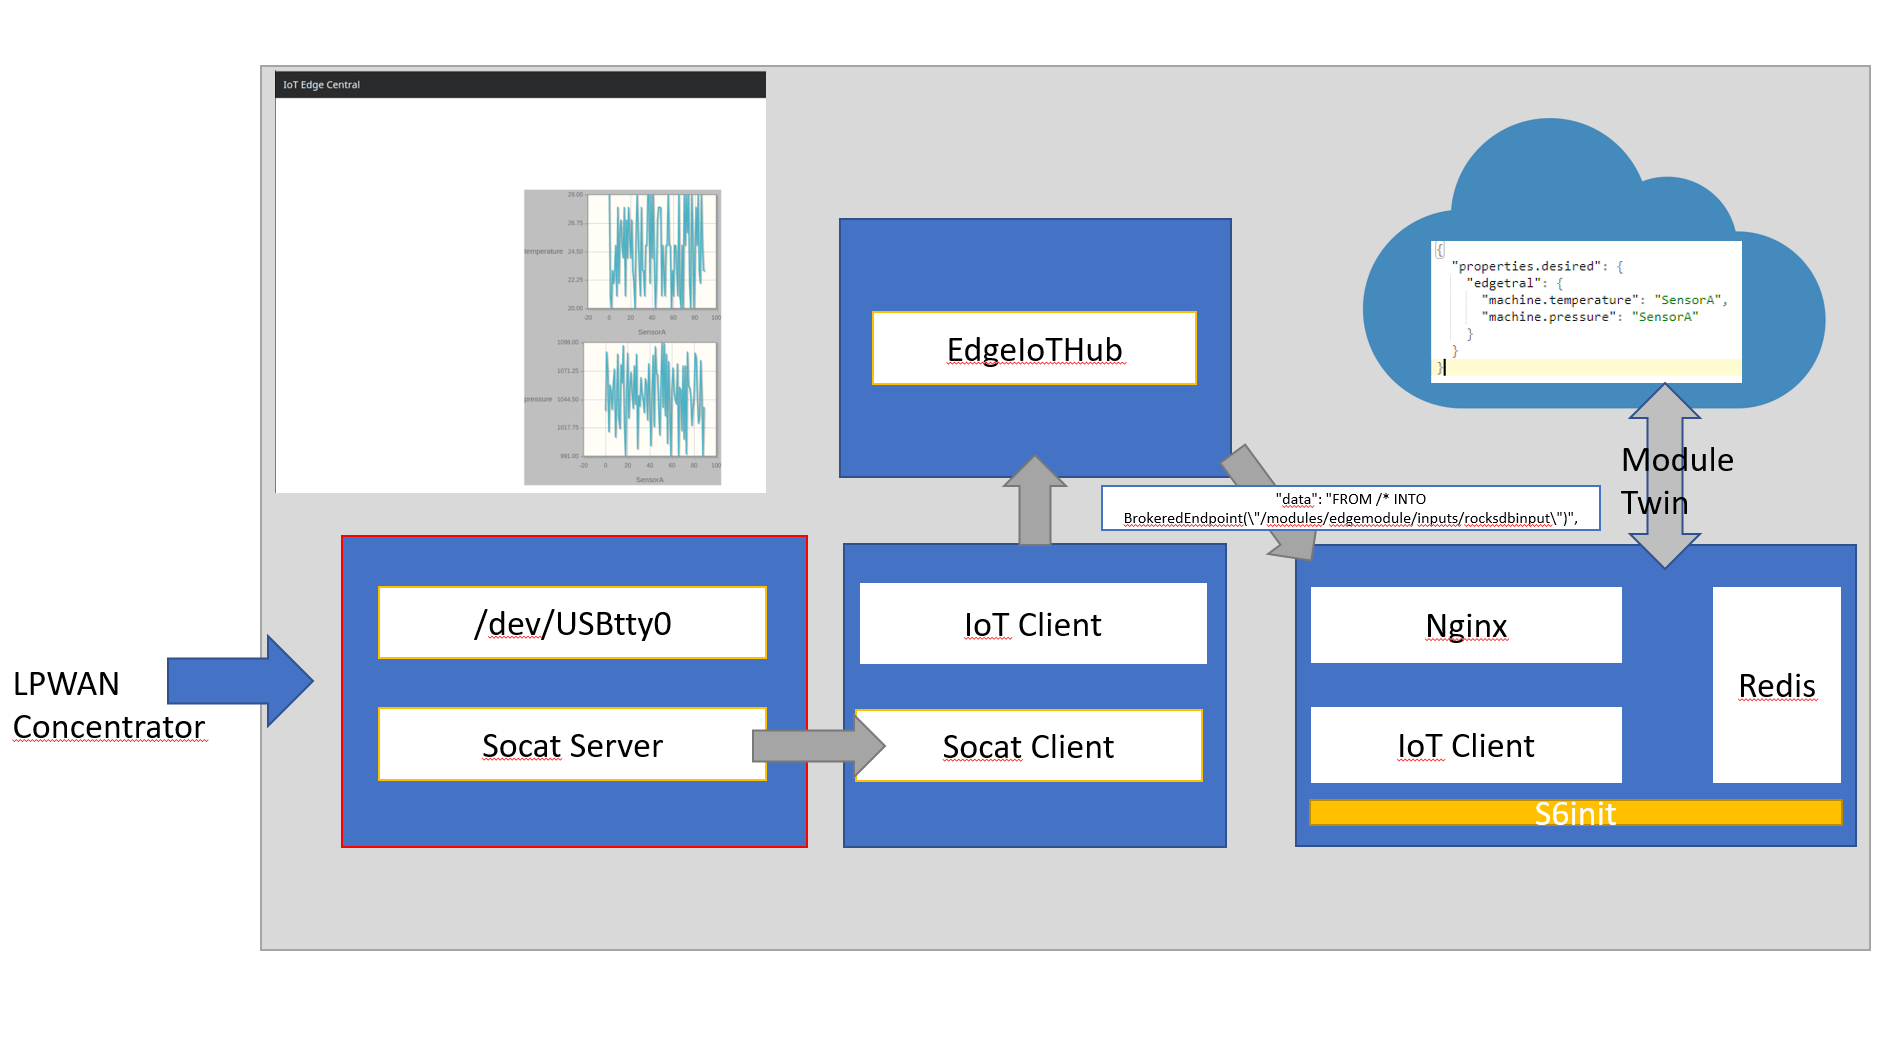 IoT Edge Central
28.00
26.75
temperature 24.50
22.25
20.00
-20 0 20 40 60 80 100
SensorA
1098.00
1071.25
pressure 1044.50
1017.75
991.00
-20 0 20 40 60 80 100
SensorA
{
"properties.desired": {
"edgetral": {
"machine.temperature": "SensorA",
"machine.pressure": "SensorA"
}
}
}
EdgeIoTHub
Module
Twin
"data": "FROM /* INTO
BrokeredEndpoint(\"/modules/edgemodule/inputs/rocksdbinput\")",
LPWAN
Concentrator
/dev/USBtty0
Socat Server
IoT Client
Socat Client
Nginx
IoT Client
Redis
S6init